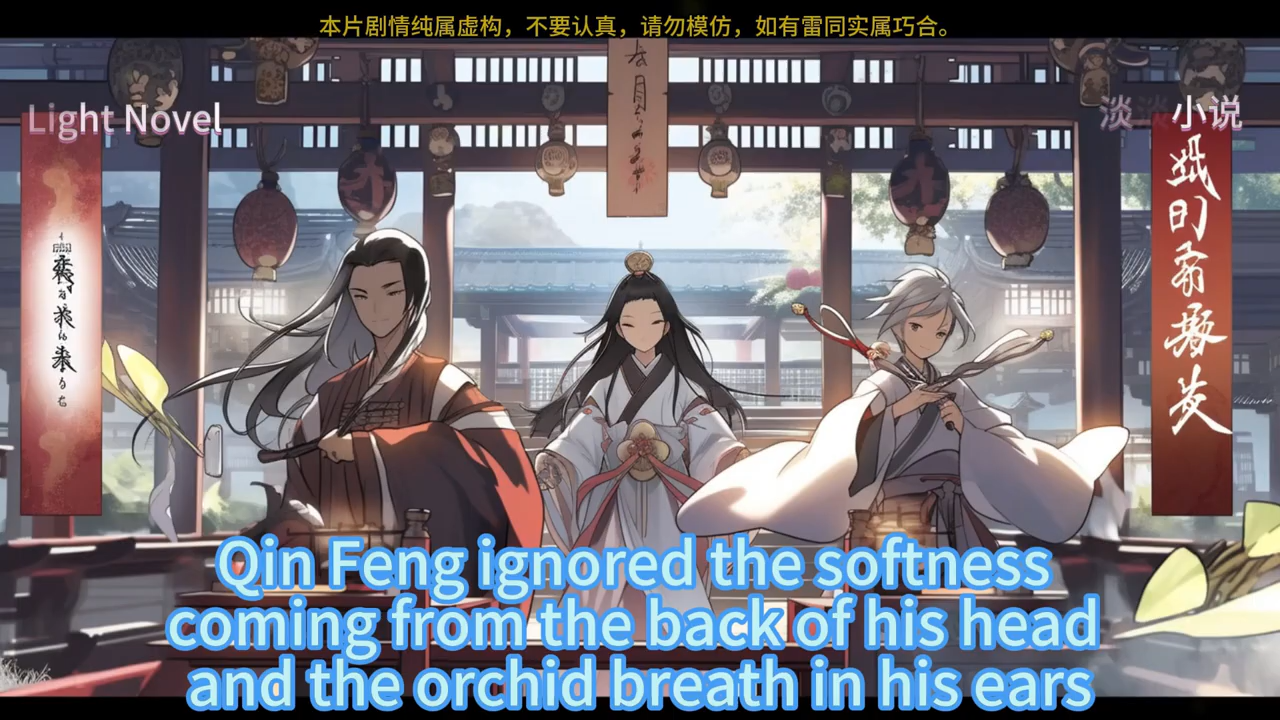 本片剧情纯属虚构，不要认真，请勿模仿，如有雷同实属巧合。
Light Novel
淡淡小说
Qin Feng ignored the softness
coming from the back of his head
and the orchid breath in his ears